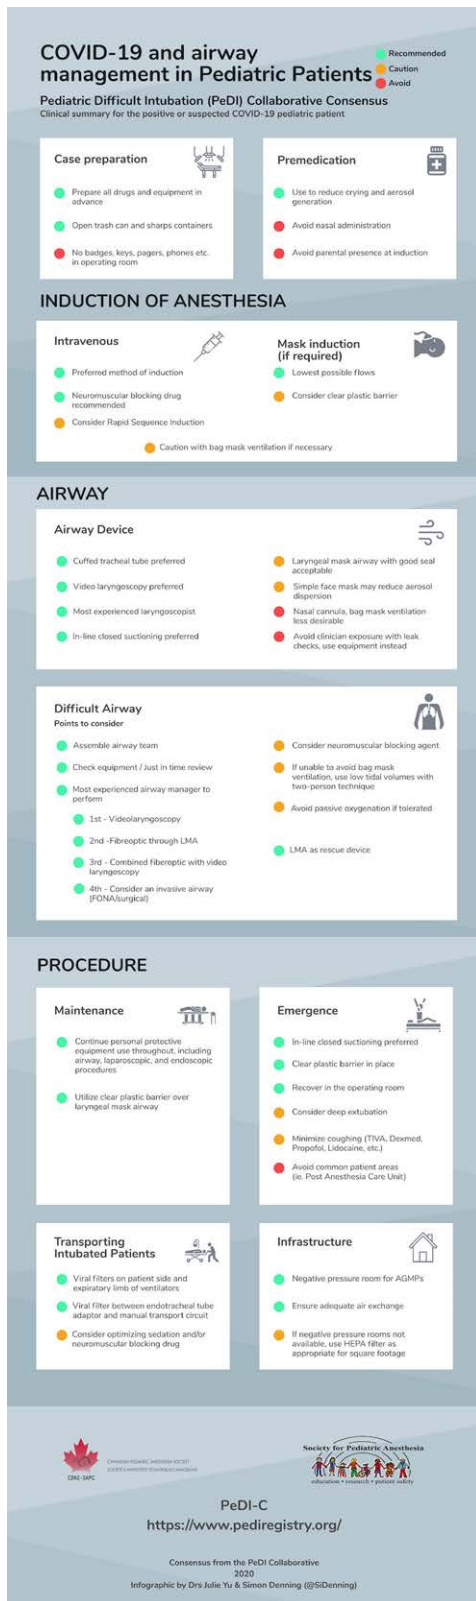 COVID-19 and airway
management in Pediatric Patients
Recommended
Caution
Avoid
Pediatric Difficult Intubation (PeDI) Collaborative Consensus
Clinical summary for the positive or suspected COVID-19 pediatric patient
Case preparation
Prepare all drugs and equipment in
advance
Open trash can and sharps containers
No badges, keys, pagers, phones etc.
in operating room
Premedication
Use to reduce crying and aerosol
generation
Avoid nasal administration
Avoid parental presence at induction
INDUCTION OF ANESTHESIA
Intravenous
Preferred method of induction
Neuromuscular blocking drug
recommended
Consider Rapid Sequence Induction
Mask induction
(if required)
Lowest possible flows
Consider clear plastic barrier
Caution with bag mask ventilation if necessary
AIRWAY
Airway Device
Cuffed tracheal tube preferred
Video laryngoscopy preferred
Most experienced laryngoscopist
In-line closed suctioning preferred
Laryngeal mask airway with good seal
acceptable
Simple face mask may reduce aerosol
dispersion
Nasal cannula, bag mask ventilation
less desirable
Avoid clinician exposure with leak
checks, use equipment instead
Difficult Airway
Points to consider
Assemble airway team
Check equipment / Just in time review
Most experienced airway manager to
perform
1st - Videolaryngoscopy
2nd -Fibreoptic through LMA
3rd - Combined fiberoptic with video
laryngoscopy
4th - Consider an invasive airway
(FONA/surgical)
Consider neuromuscular blocking agent
If unable to avoid bag mask
ventilation, use low tidal volumes with
two-person technique
Avoid passive oxygenation if tolerated
LMA as rescue device
PROCEDURE
Maintenance
Continue personal protective
equipment use throughout, including
airway, laparoscopic, and endoscopic
procedures
Utilize clear plastic barrier over
laryngeal mask airway
Emergence
In-line closed suctioning preferred
Clear plastic barrier in place
Recover in the operating room
Consider deep extubation
Minimize coughing (TIVA, Dexmed,
Propofol, Lidocaine, etc.)
Avoid common patient areas
(ie. Post Anesthesia Care Unit)
Transporting
Intubated Patients
Viral filters on patient side and
expiratory limb of ventilators
Viral filter between endotracheal tube
adaptor and manual transport circuit
Consider optimizing sedation and/or
neuromuscular blocking drug
Infrastructure
Negative pressure room for AGMPs
Ensure adequate air exchange
If negative pressure rooms not
available, use HEPA filter as
appropriate for square footage
CPAS-SAPC
CANADIAN PEDIATRIC ANESTHESIA SOCIETY
Society for Pediatric Anesthesia
education • research • patient safety
PeDI-C
https://www.pediregistry.org/
Consensus from the PeDI Collaborative
2020
Infographic by Drs Julie Yu & Simon Denning (@SiDenning)